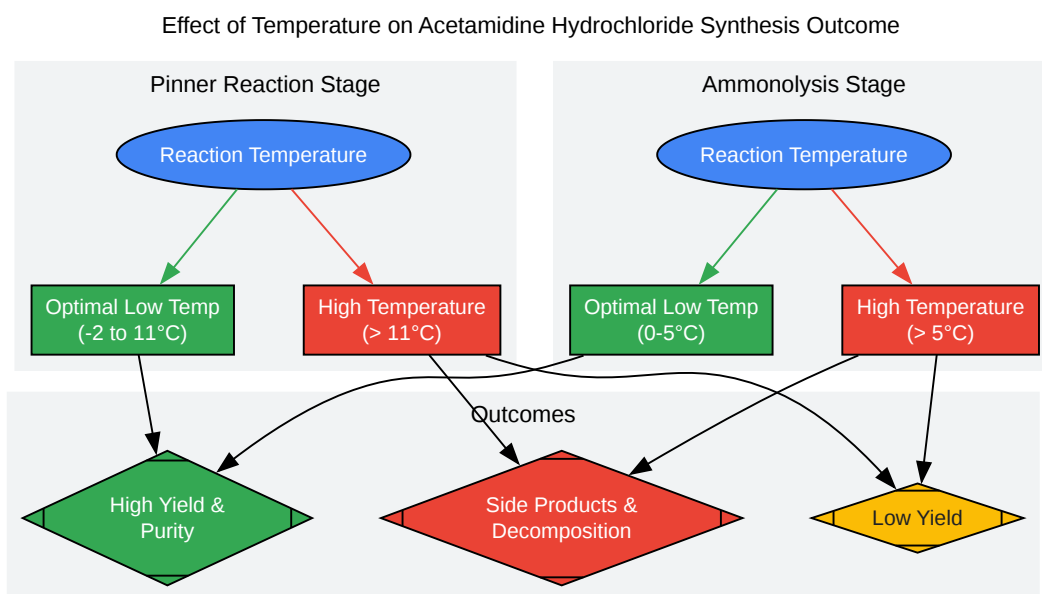 Effect of Temperature on Acetamidine Hydrochloride Synthesis Outcome
Pinner Reaction Stage
Reaction Temperature
Optimal Low Temp
(-2 to 11°C)
High Temperature
(> 11°C)
Ammonolysis Stage
Reaction Temperature
Optimal Low Temp
(0-5°C)
High Temperature
(> 5°C)
Outcomes
High Yield &
Purity
Side Products &
Decomposition
Low Yield